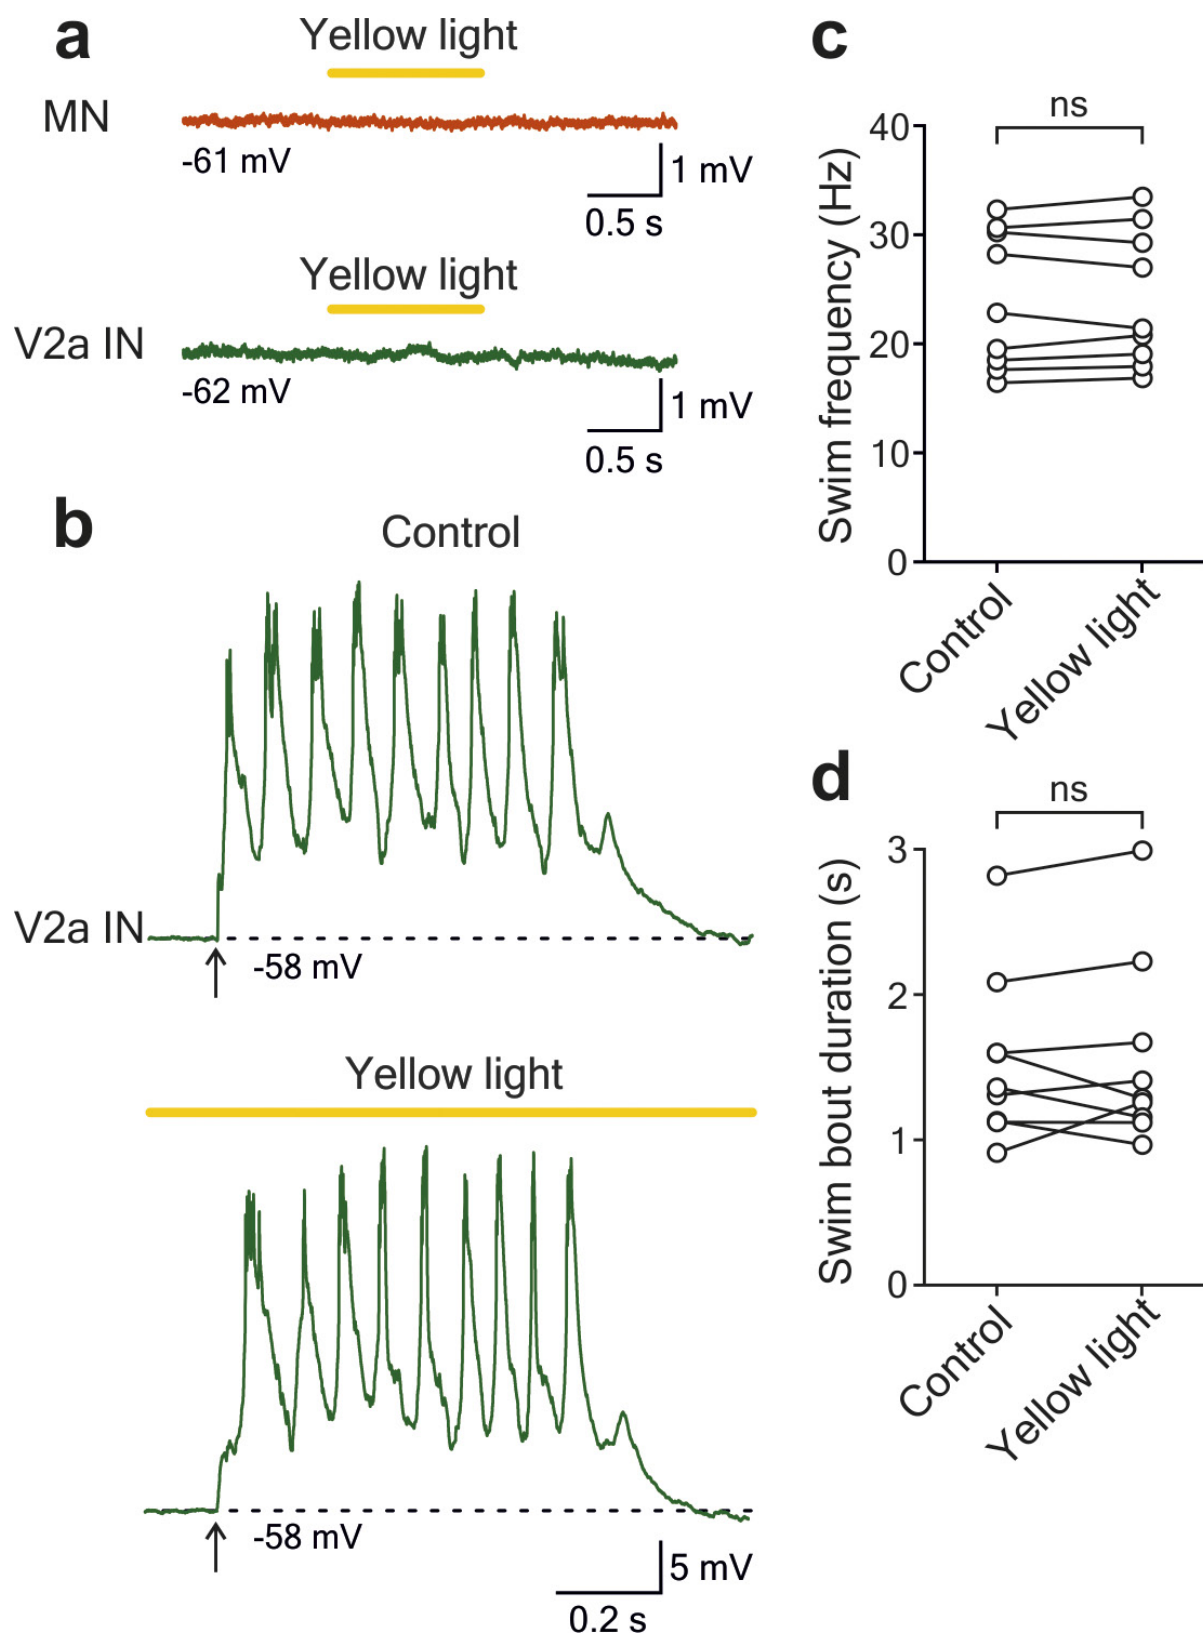 a
Yellow light
MN
-61 mV
1 mV
0.5 s
Yellow light
V2a IN
-62 mV
1 mV
0.5 s
b
Control
V2a IN
-58 mV
Yellow light
-58 mV
5 mV
0.2 s
c
ns
40
30
20
10
0
Swim frequency (Hz)
Control
Yellow light
d
ns
3
2
1
0
Swim bout duration (s)
Control
Yellow light